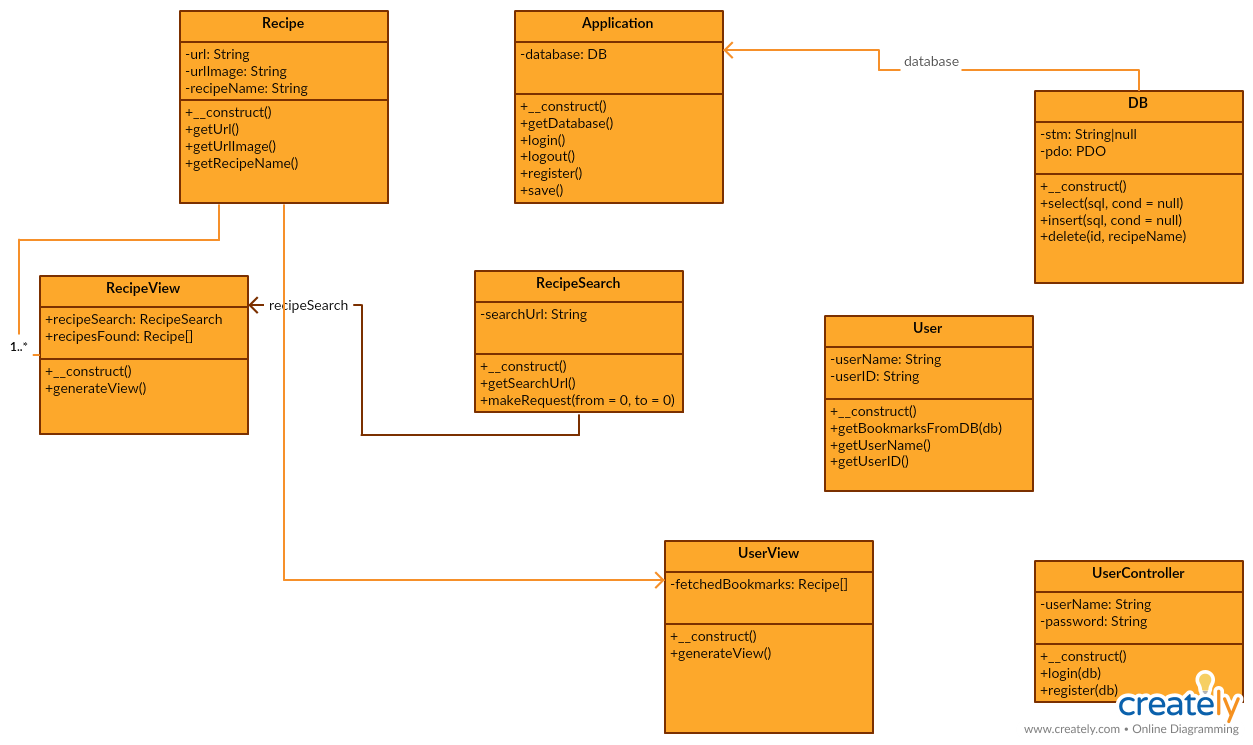 Recipe
-url: String
-urlImage: String
-recipeName: String
+__construct()
+getUrl()
+getUrlImage()
+getRecipeName()
Application
-database: DB
+__construct()
+getDatabase()
+login()
+logout()
+register()
+save()
database
DB
-stm: String|null
-pdo: PDO
+__construct()
+select(sql, cond = null)
+insert(sql, cond = null)
+delete(id, recipeName)
1..*
RecipeView
+recipeSearch: RecipeSearch
+recipesFound: Recipe[]
+__construct()
+generateView()
recipeSearch
RecipeSearch
-searchUrl: String
+__construct()
+getSearchUrl()
+makeRequest(from = 0, to = 0)
User
-userName: String
-userID: String
+__construct()
+getBookmarksFromDB(db)
+getUserName()
+getUserID()
UserView
-fetchedBookmarks: Recipe[]
+__construct()
+generateView()
UserController
-userName: String
-password: String
+__construct()
+login(db)
+register(db)
creately
www.creately.com • Online Diagramming